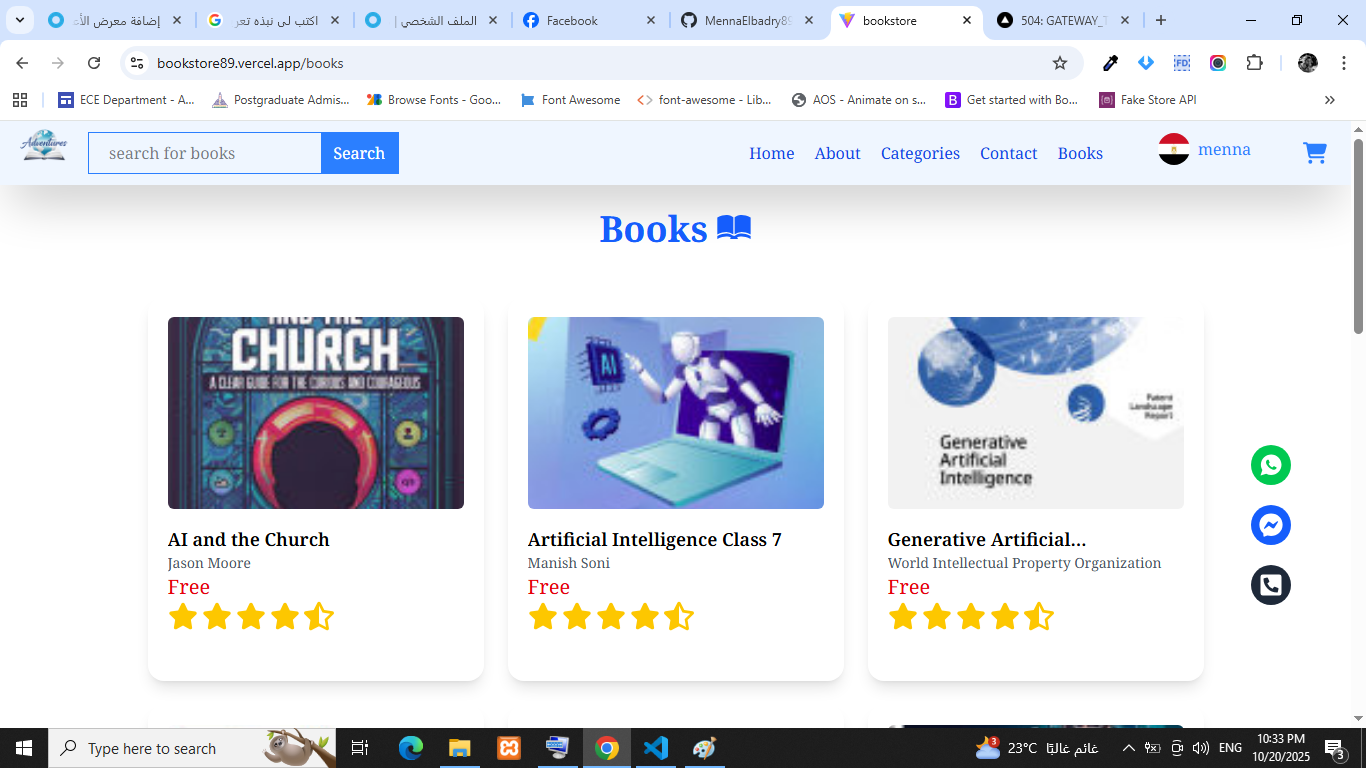 إضافة معرض الأع
اكتب لى نبذه تعر
الملف الشخصي |
Facebook
MennaElbadry89
bookstore
504: GATEWAY_T
bookstore89.vercel.app/books
ECE Department - A...
Postgraduate Admis...
Browse Fonts - Goo...
Font Awesome
font-awesome - Lib...
AOS - Animate on s...
Get started with Bo...
Fake Store API
Adventures
search for books
Search
Home
About
Categories
Contact
Books
menna
Books
AND THE
CHURCH
A CLEAR GUIDE FOR THE CURIOUS AND COURAGEOUS
AI
Patent
Landscape
Report
Generative
Artificial
Intelligence
AI and the Church
Jason Moore
Free
Artificial Intelligence Class 7
Manish Soni
Free
Generative Artificial...
World Intellectual Property Organization
Free
Type here to search
3
23°C غائم غالبًا
ENG
10:33 PM
10/20/2025
3